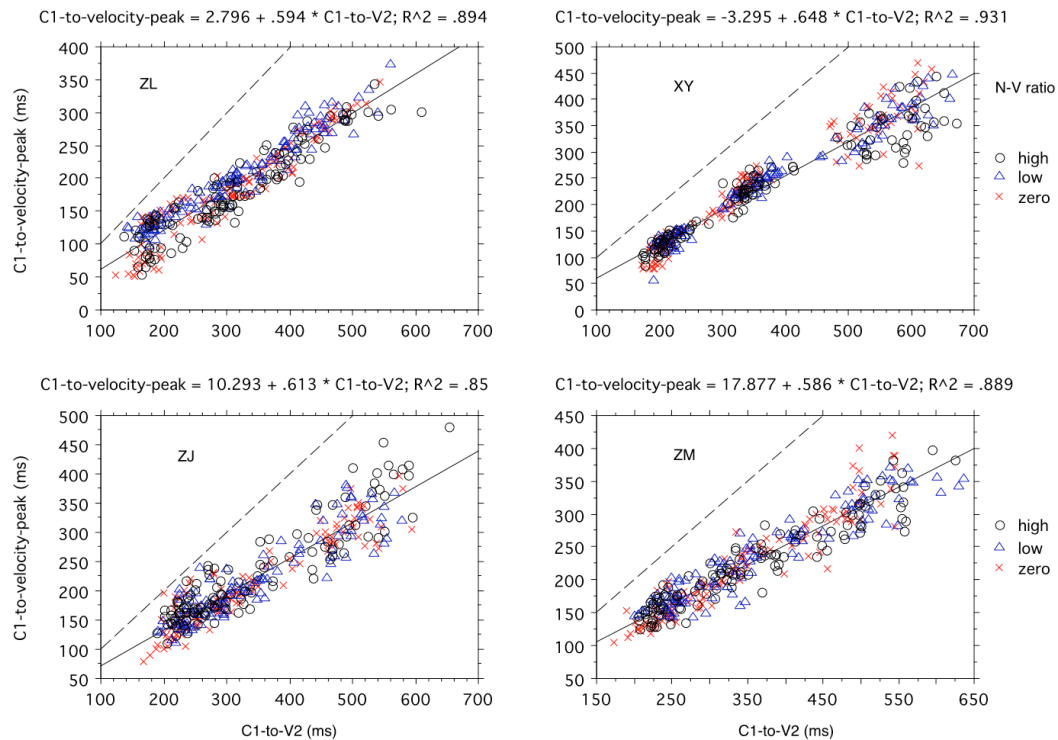 C1-to-velocity-peak = 2.796 + .594 * C1-to-V2; R^2 = .894
400
350
300
250
200
150
100
50
0
C1-to-velocity-peak (ms)
ZL
100 200 300 400 500 600 700
C1-to-velocity-peak = -3.295 + .648 * C1-to-V2; R^2 = .931
500
450
400
350
300
250
200
150
100
50
0
XY
100 200 300 400 500 600 700
N-V ratio
high
low
zero
C1-to-velocity-peak = 10.293 + .613 * C1-to-V2; R^2 = .85
500
450
400
350
300
250
200
150
100
50
C1-to-velocity-peak (ms)
ZJ
100 200 300 400 500 600 700
C1-to-V2 (ms)
C1-to-velocity-peak = 17.877 + .586 * C1-to-V2; R^2 = .889
450
400
350
300
250
200
150
100
50
ZM
150 250 350 450 550 650
C1-to-V2 (ms)
high
low
zero